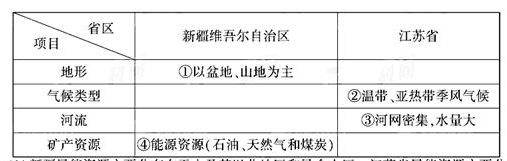 省区
项目 新疆维吾尔自治区 江苏省
地形 ①以盆地、山地为主
气候类型 ②温带、亚热带季风气候
河流 ③河网密集,水量大
矿产资源 ④能源资源(石油、天然气和煤炭)